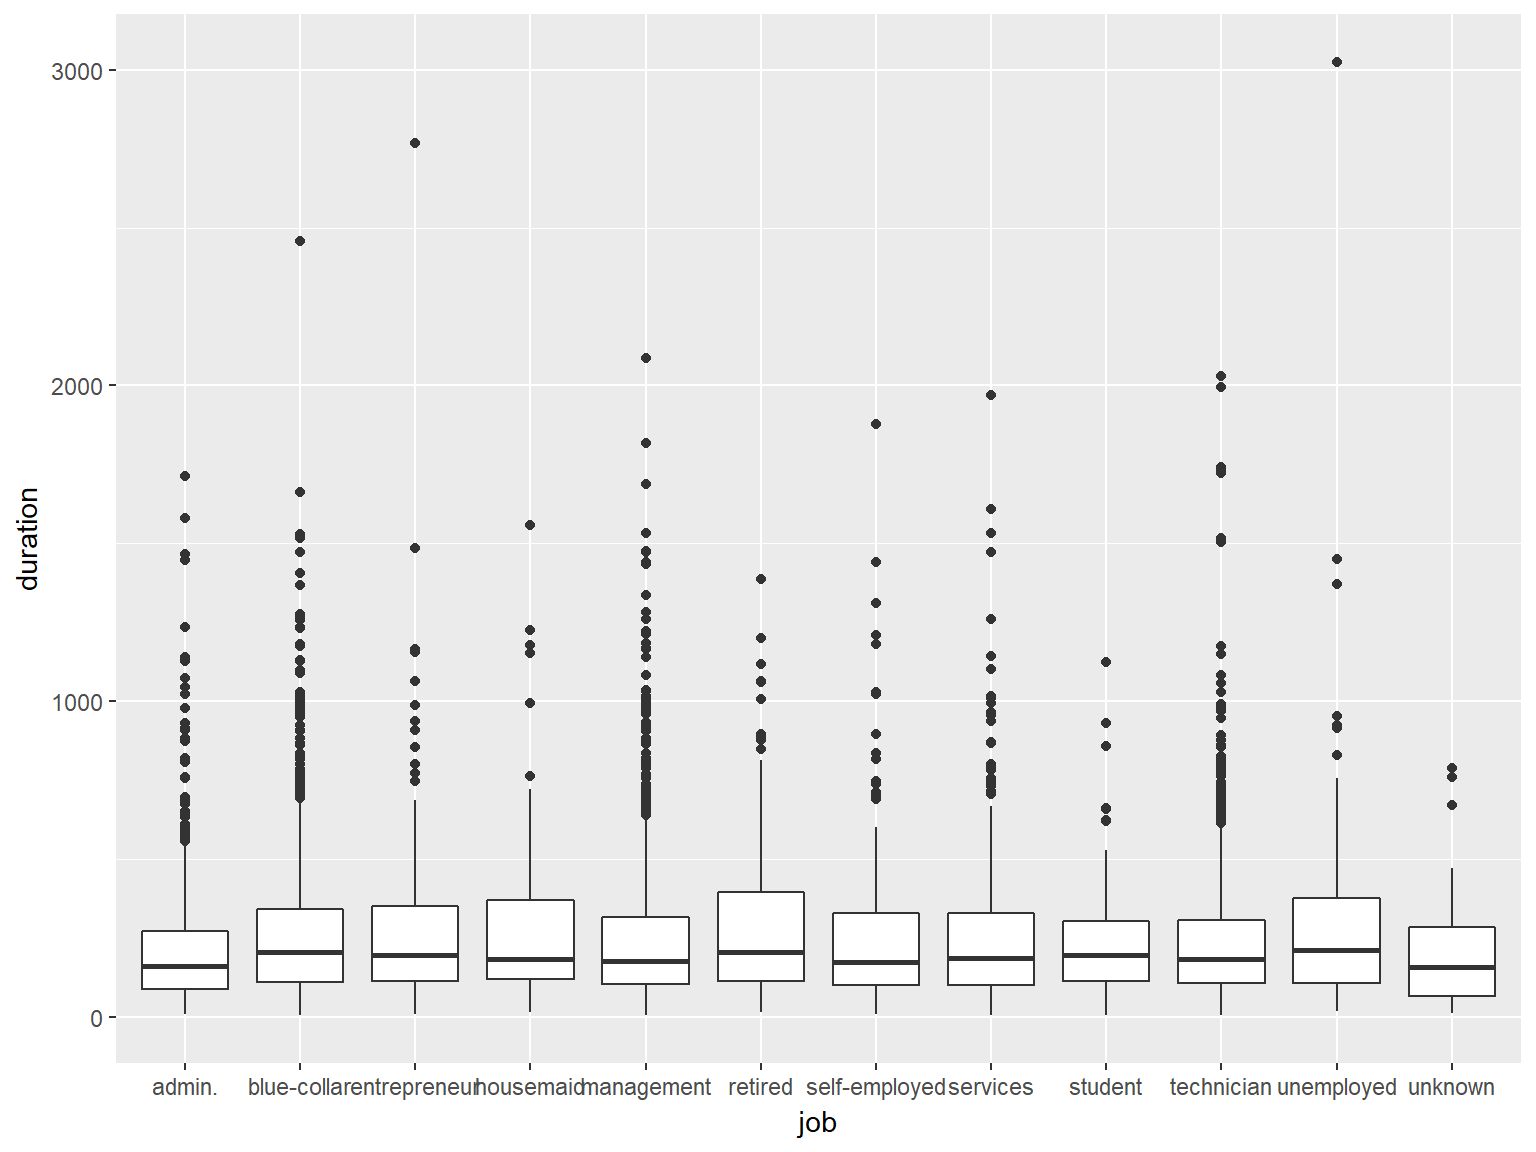 3000
2000
1000
0
duration
admin. blue-collar entrepreneur housemaid management retired self-employed services student technician unemployed unknown
job